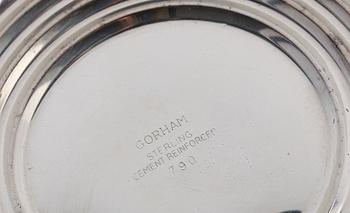 GORHAM
STERLING
CEMENT REINFORCED
790